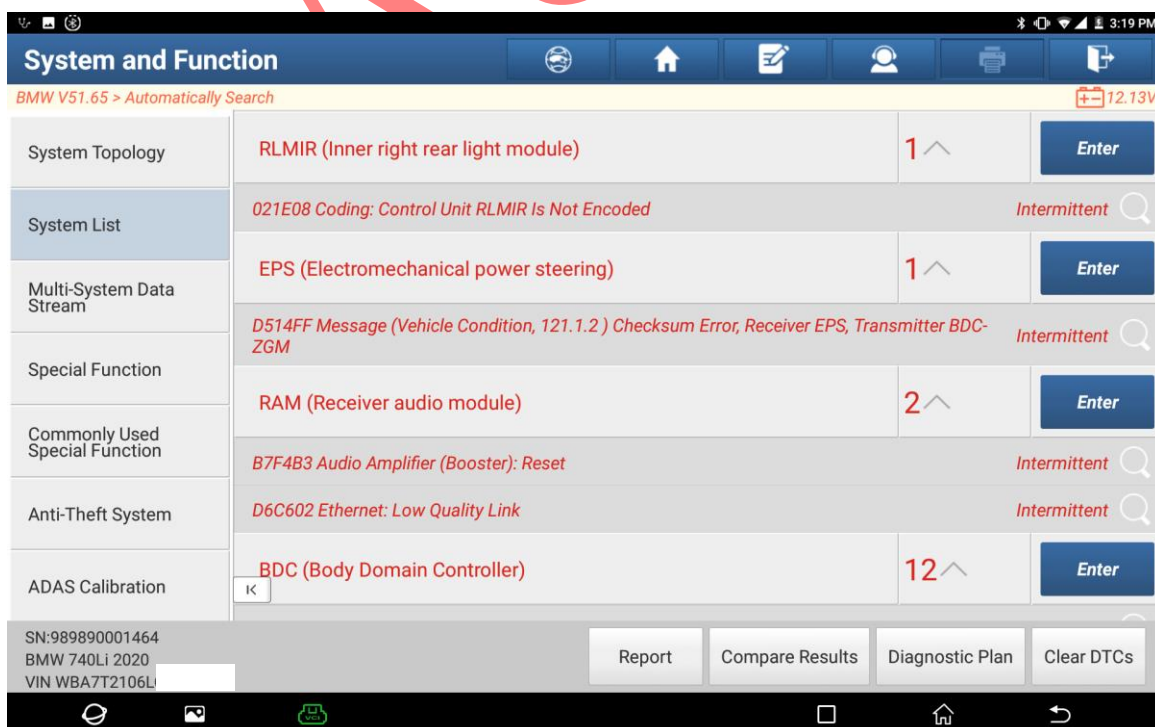 3:19 PM
System and Function
BMW V51.65 > Automatically Search
12.13V
System Topology
System List
Multi-System Data
Stream
Special Function
Commonly Used
Special Function
Anti-Theft System
ADAS Calibration
RLMIR (Inner right rear light module)
1
Enter
021E08 Coding: Control Unit RLMIR Is Not Encoded
Intermittent
EPS (Electromechanical power steering)
1
Enter
D514FF Message (Vehicle Condition, 121.1.2 ) Checksum Error, Receiver EPS, Transmitter BDC-
ZGM
Intermittent
RAM (Receiver audio module)
2
Enter
B7F4B3 Audio Amplifier (Booster): Reset
Intermittent
D6C602 Ethernet: Low Quality Link
Intermittent
BDC (Body Domain Controller)
12
Enter
SN:989890001464
BMW 740Li 2020
VIN WBA7T2106L
Report
Compare Results
Diagnostic Plan
Clear DTCs
VCI